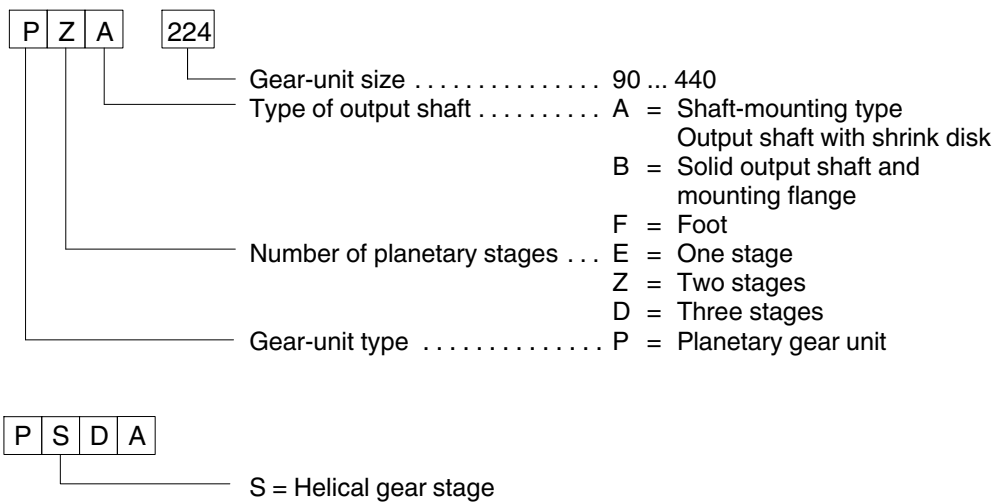 P Z A 224
Gear-unit size . . . . . . . . . . . . . . . 90 ... 440
Type of output shaft . . . . . . . . . . A = Shaft-mounting type
Output shaft with shrink disk
B = Solid output shaft and
mounting flange
F = Foot
Number of planetary stages . . . E = One stage
Z = Two stages
D = Three stages
Gear-unit type . . . . . . . . . . . . . . P = Planetary gear unit
P S D A
S = Helical gear stage